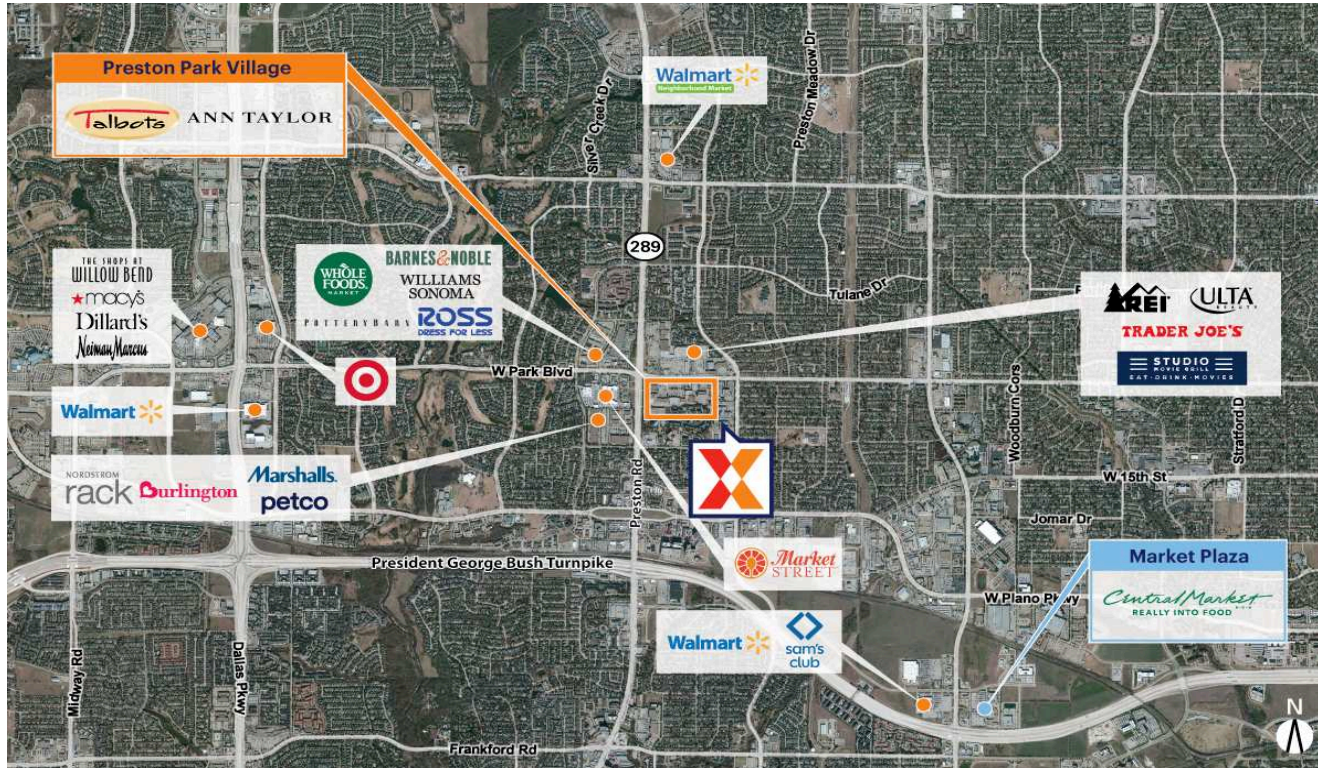 Preston Park Village
Talbots ANN TAYLOR
Walmart
Neighborhood Market
Silver Creek Dr
Preston Meadow Dr
289
THE SHOPS AT
WILLOW BEND
macy's
Dillard's
Neiman Marcus
WHOLE
FOODS
MARKET
BARNES & NOBLE
WILLIAMS
SONOMA
POTTERY BARN
ROSS
DRESS FOR LESS
Tulane Dr
REI
ULTA
BEAUTY
TRADER JOE'S
STUDIO
MOVIE GRILL
EAT·DRINK·MOVIES
W Park Blvd
Walmart
Woodburn Cors
Stratford D
NORDSTROM
rack
Burlington
Marshalls.
petco
Preston Rd
W 15th St
Jomar Dr
President George Bush Turnpike
Market
STREET
W Plano Pkwy
Market Plaza
Central Market
REALLY INTO FOOD
Walmart
sam's
club
Midway Rd
Dallas Pkwy
Frankford Rd
N